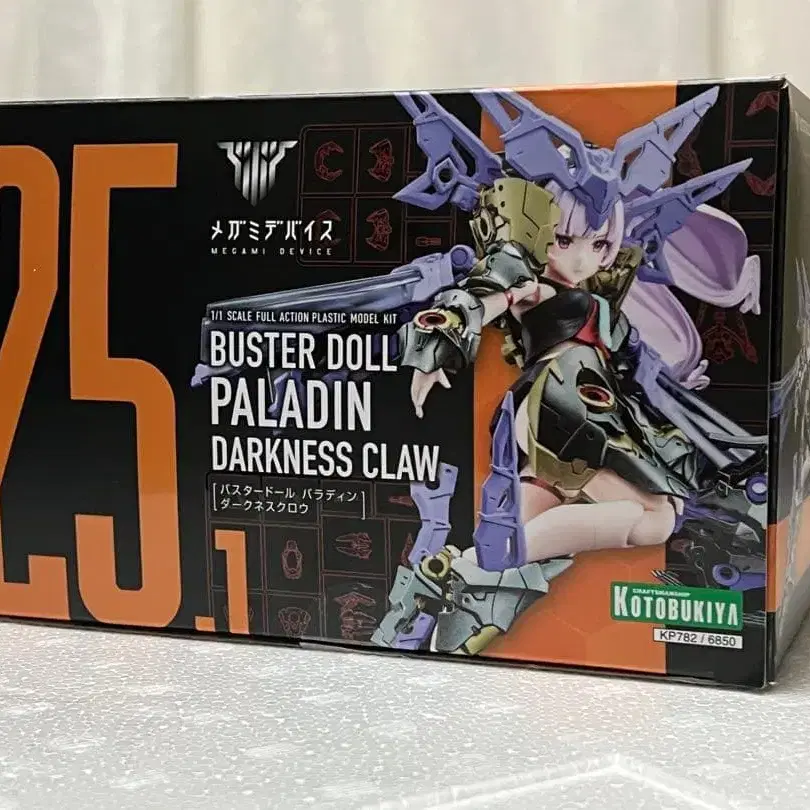 25.1
メガミデバイス
MEGAMI DEVICE
1/1 SCALE FULL ACTION PLASTIC MODEL KIT
BUSTER DOLL
PALADIN
DARKNESS CLAW
[バスタードール パラディン
ダークネスクロウ]
CRAFTSMANSHIP
KOTOBUKIYA
KP782 / 6850